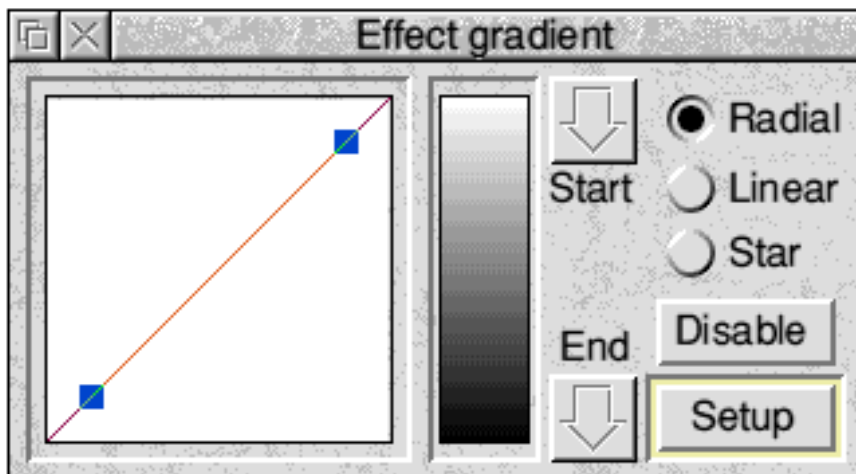 Effect gradient
Radial
Start
Linear
Star
End
Disable
Setup